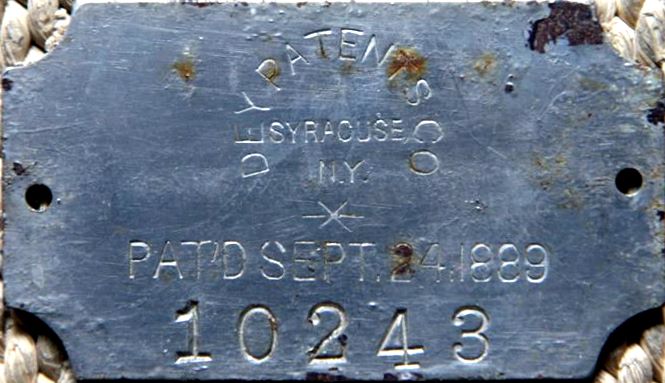 DEY PATENTS CO
SYRACUSE,
N.Y.
PAT'D SEPT. 24. 1889
10243